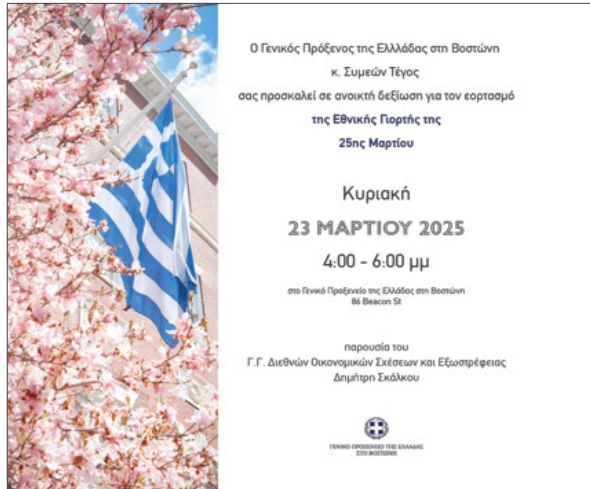 Ο Γενικός Πρόξενος της Ελλλάδας στη Βοστώνη
κ. Συμεών Τέγος
σας προσκαλεί σε ανοικτή δεξίωση για τον εορτασμό
της Εθνικής Γιορτής της
25ης Μαρτίου
Κυριακή
23 ΜΑΡΤΙΟΥ 2025
4:00 - 6:00 μμ
στο Γενικό Προξενείο της Ελλάδας στη Βοστώνη
86 Beacon St
παρουσία του
Γ.Γ. Διεθνών Οικονομικών Σχέσεων και Εξωστρέφειας
Δημήτρη Σκάλκου
ΓΕΝΙΚΟ ΠΡΟΞΕΝΕΙΟ ΤΗΣ ΕΛΛΑΔΑΣ
ΣΤΗ ΒΟΣΤΩΝΗ